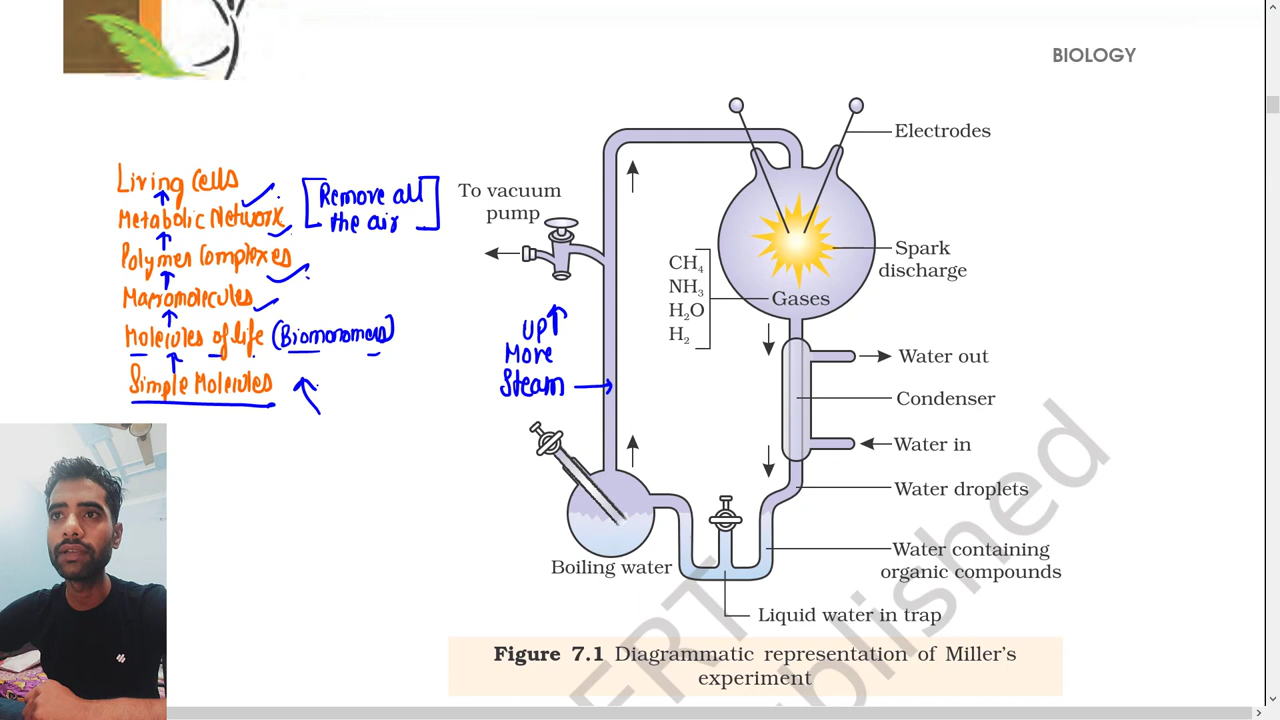 BIOLOGY
Living Cells
Metabolic Network
Polymer Complexes
Macromolecules
Molecules of life (Biomonomers)
Simple Molecules
[Remove all
the air]
To vacuum
pump
UP
More
Steam
Electrodes
Spark
discharge
CH₄
NH₃
H₂O
H₂
Gases
Water out
Condenser
Water in
Water droplets
Water containing
organic compounds
Boiling water
Liquid water in trap
Figure 7.1 Diagrammatic representation of Miller's
experiment